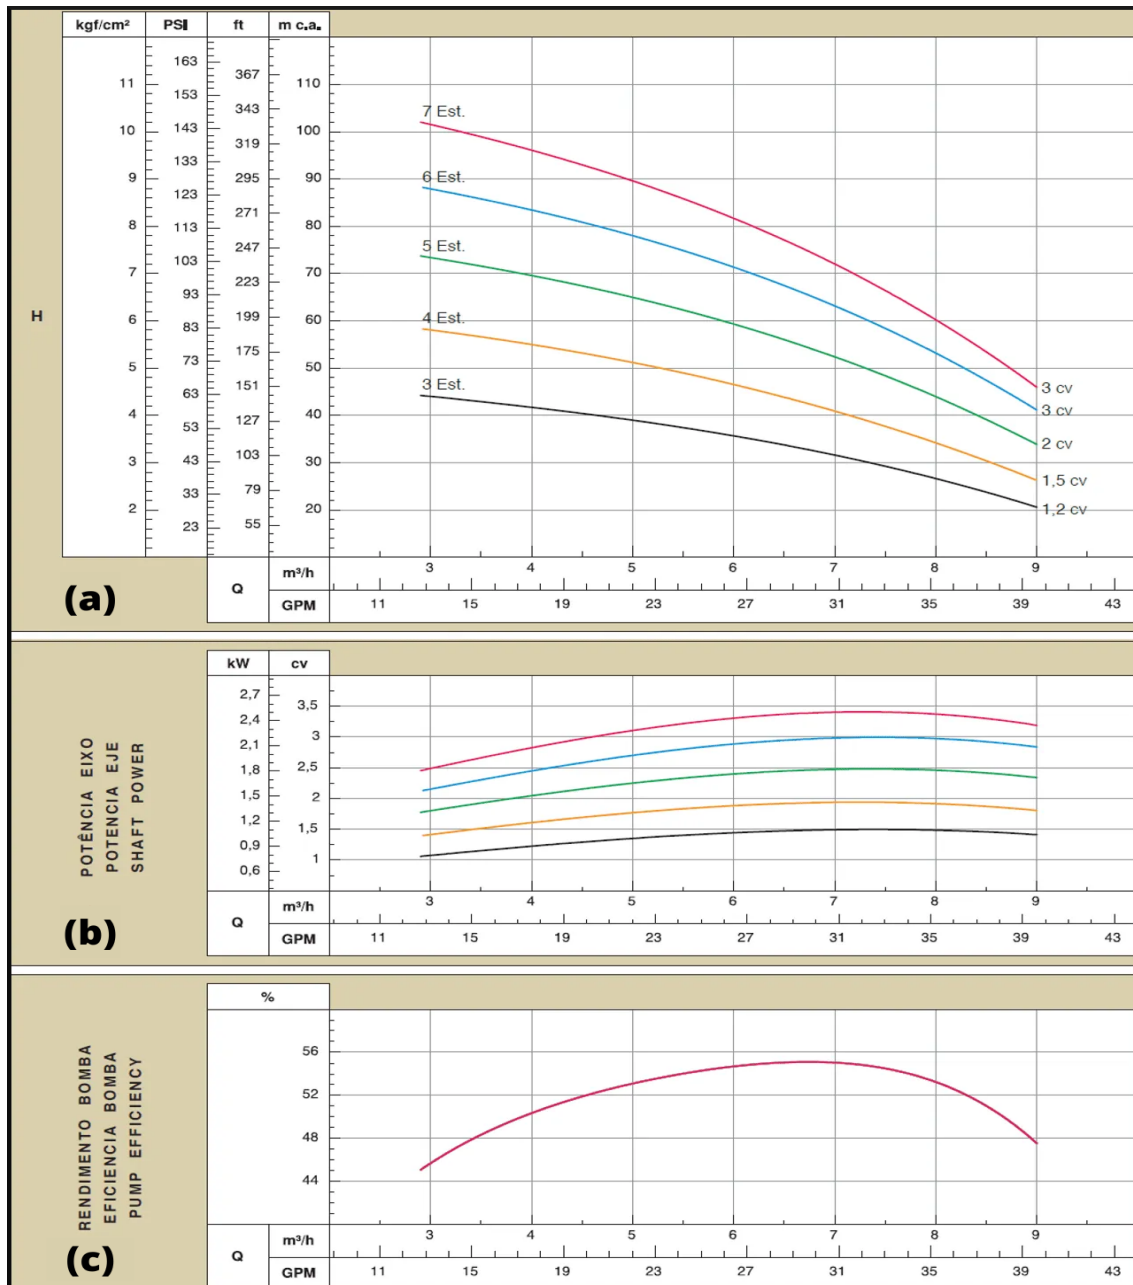 kgf/cm² PSI ft m c.a.
163
367
11 110
153
343
7 Est.
143
10 100
319
133
9 295 90
6 Est.
123
271
8 113 80
5 Est.
247
103
7 70
223
93
H
6 199 60
4 Est.
83
175
73
5 50
151
3 Est.
3 cv
63
3 cv
4 127 40
53
2 cv
103
43
3 30
1,5 cv
79
33
2 20
1,2 cv
55
23
Q
m³/h 3 4 5 6 7 8 9
GPM 11 15 19 23 27 31 35 39 43
(a)
POTÊNCIA EIXO
POTENCIA EJE
SHAFT POWER
kW cv
2,7
3,5
2,4
3
2,1
1,8 2,5
1,5 2
1,2
1,5
0,9
1
0,6
Q
m³/h 3 4 5 6 7 8 9
GPM 11 15 19 23 27 31 35 39 43
(b)
RENDIMENTO BOMBA
EFICIENCIA BOMBA
PUMP EFFICIENCY
%
56
52
48
44
Q
m³/h 3 4 5 6 7 8 9
GPM 11 15 19 23 27 31 35 39 43
(c)